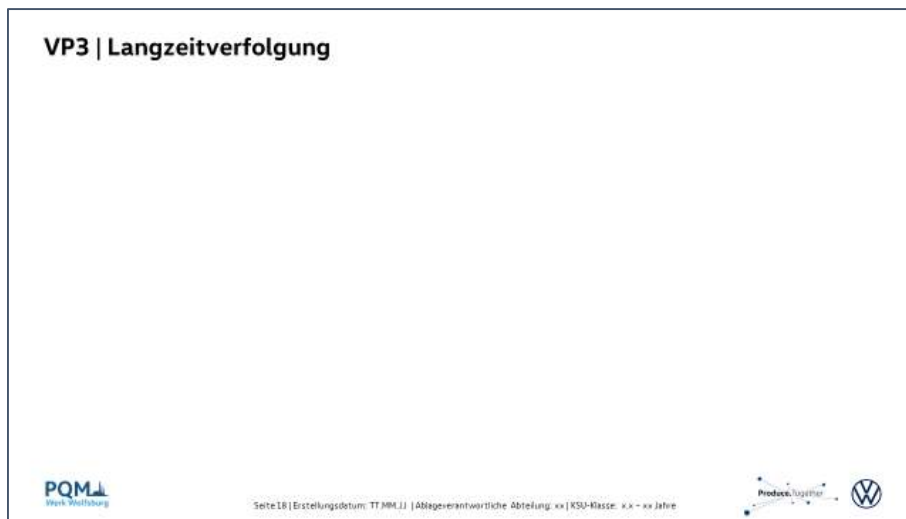 VP3 | Langzeitverfolgung
PQM
Werk Wolfsburg
Seite 18 | Erstellungsdatum: TT.MM.JJ | Ablageverantwortliche Abteilung: xx | KSU-Klasse: x.x – xx Jahre
Produce.Together